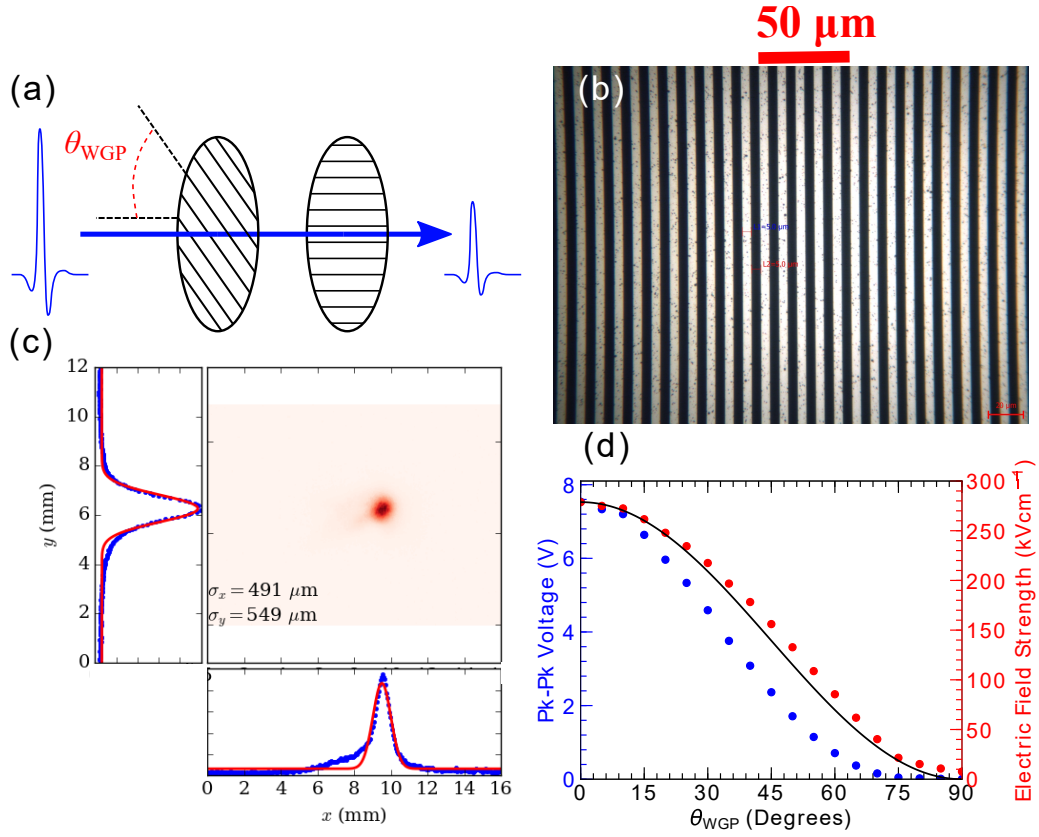 50 µm
(a)
θWGP
(b)
20 µm
(c)
12
10
8
6
4
2
0
y (mm)
σx = 491 µm
σy = 549 µm
0 2 4 6 8 10 12 14 16
x (mm)
(d)
8
6
4
2
0
Pk-Pk Voltage (V)
300
250
200
150
100
50
0
Electric Field Strength (kVcm⁻¹)
0 15 30 45 60 75 90
θWGP (Degrees)